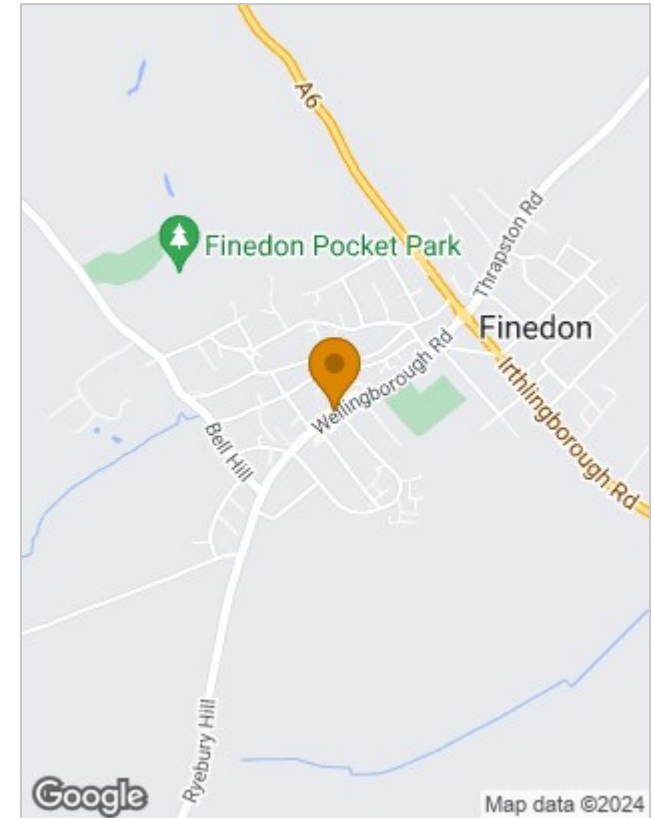 A6
Thrapston Rd
Finedon Pocket Park
Finedon
Wellingborough Rd
Irthlingborough Rd
Bell Hill
Ryebury Hill
Google
Map data ©2024